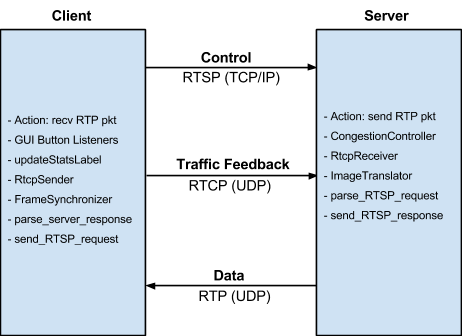 Client
Server
Control
RTSP (TCP/IP)
- Action: recv RTP pkt
- GUI Button Listeners
- updateStatsLabel
- RtcpSender
- FrameSynchronizer
- parse_server_response
- send_RTSP_request
Traffic Feedback
RTCP (UDP)
- Action: send RTP pkt
- CongestionController
- RtcpReceiver
- ImageTranslator
- parse_RTSP_request
- send_RTSP_response
Data
RTP (UDP)